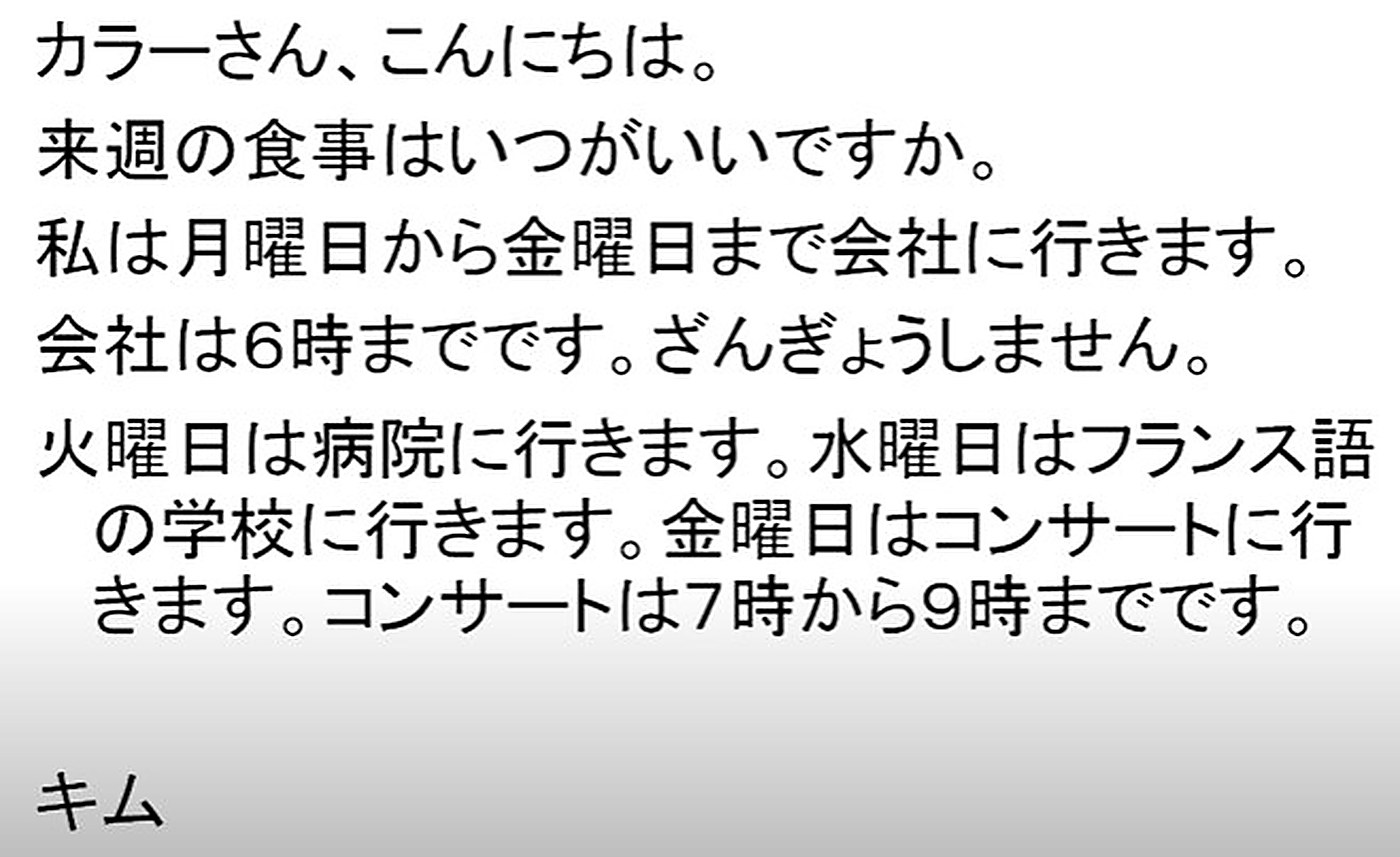 カラーさん、こんにちは。
来週の食事はいつがいいですか。
私は月曜日から金曜日まで会社に行きます。
会社は6時までです。ざんぎょうしません。
火曜日は病院に行きます。水曜日はフランス語
の学校に行きます。金曜日はコンサートに行
きます。コンサートは7時から9時までです。
キム